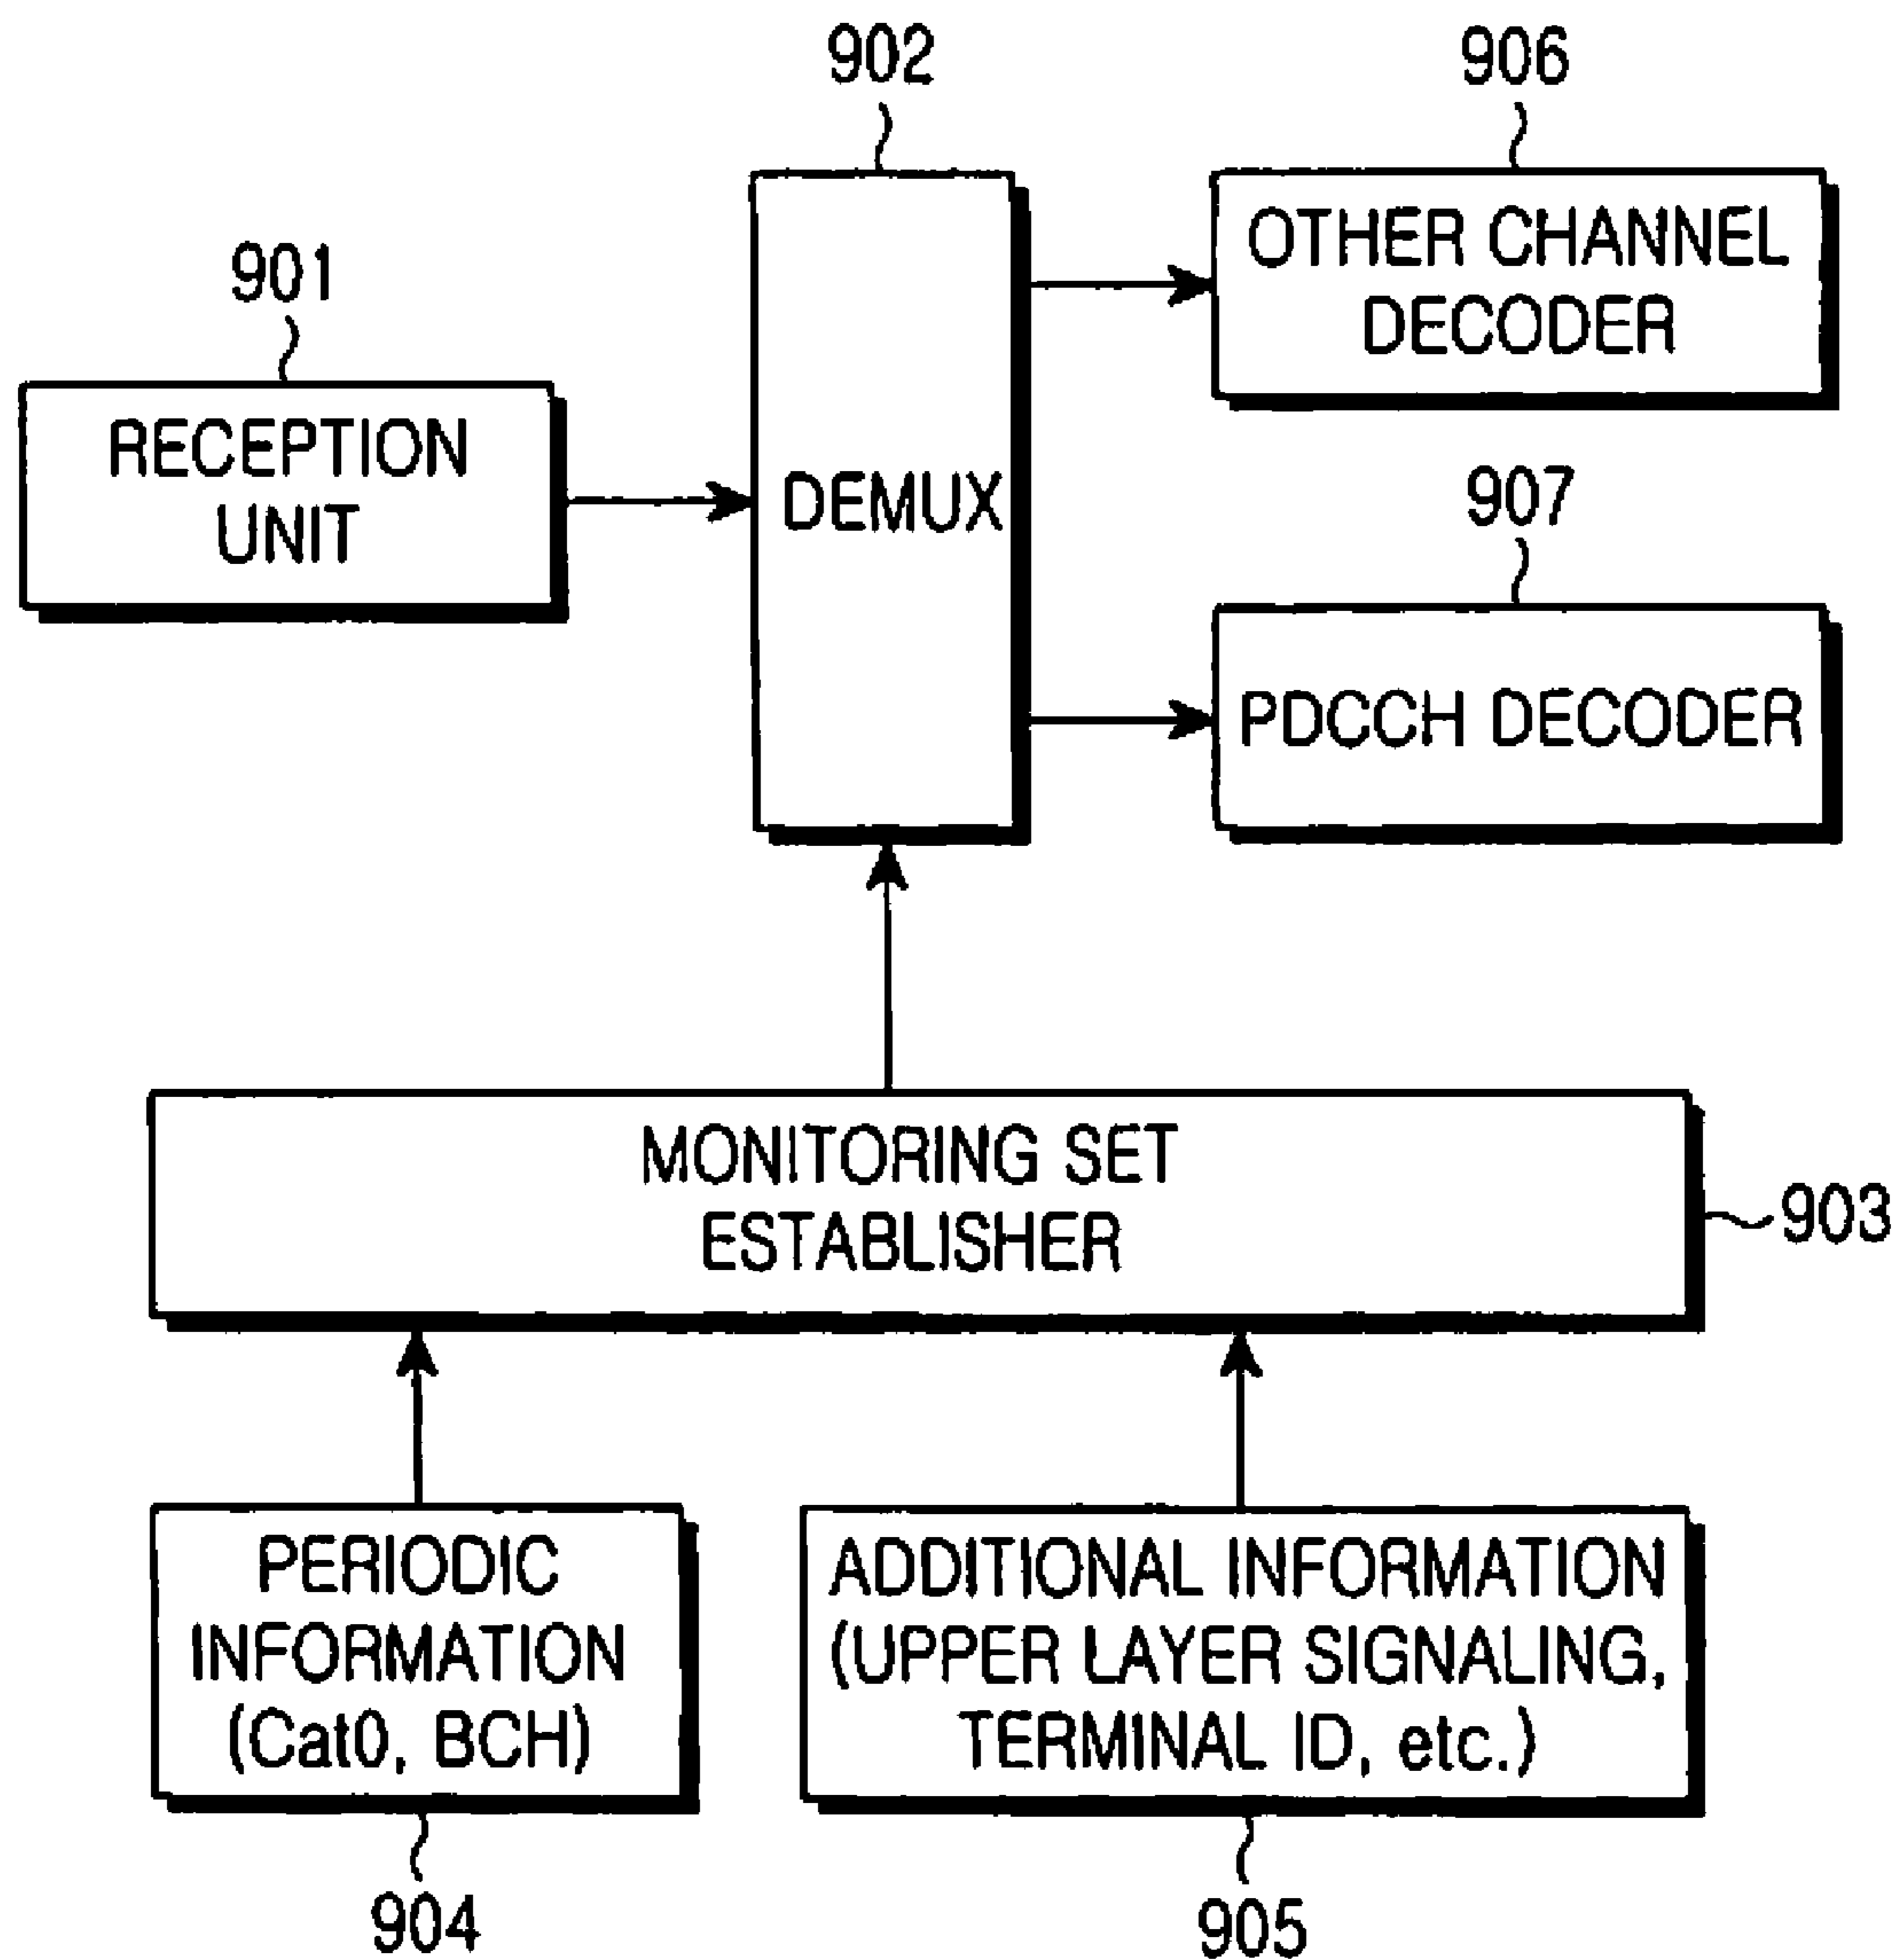 902
906
901
OTHER CHANNEL
DECODER
RECEPTION
UNIT
DEMUX
907
PDCCH DECODER
MONITORING SET
ESTABLISHER
903
PERIODIC
INFORMATION
(Cat0, BCH)
ADDITIONAL INFORMATION
(UPPER LAYER SIGNALING,
TERMINAL ID, etc.)
904
905